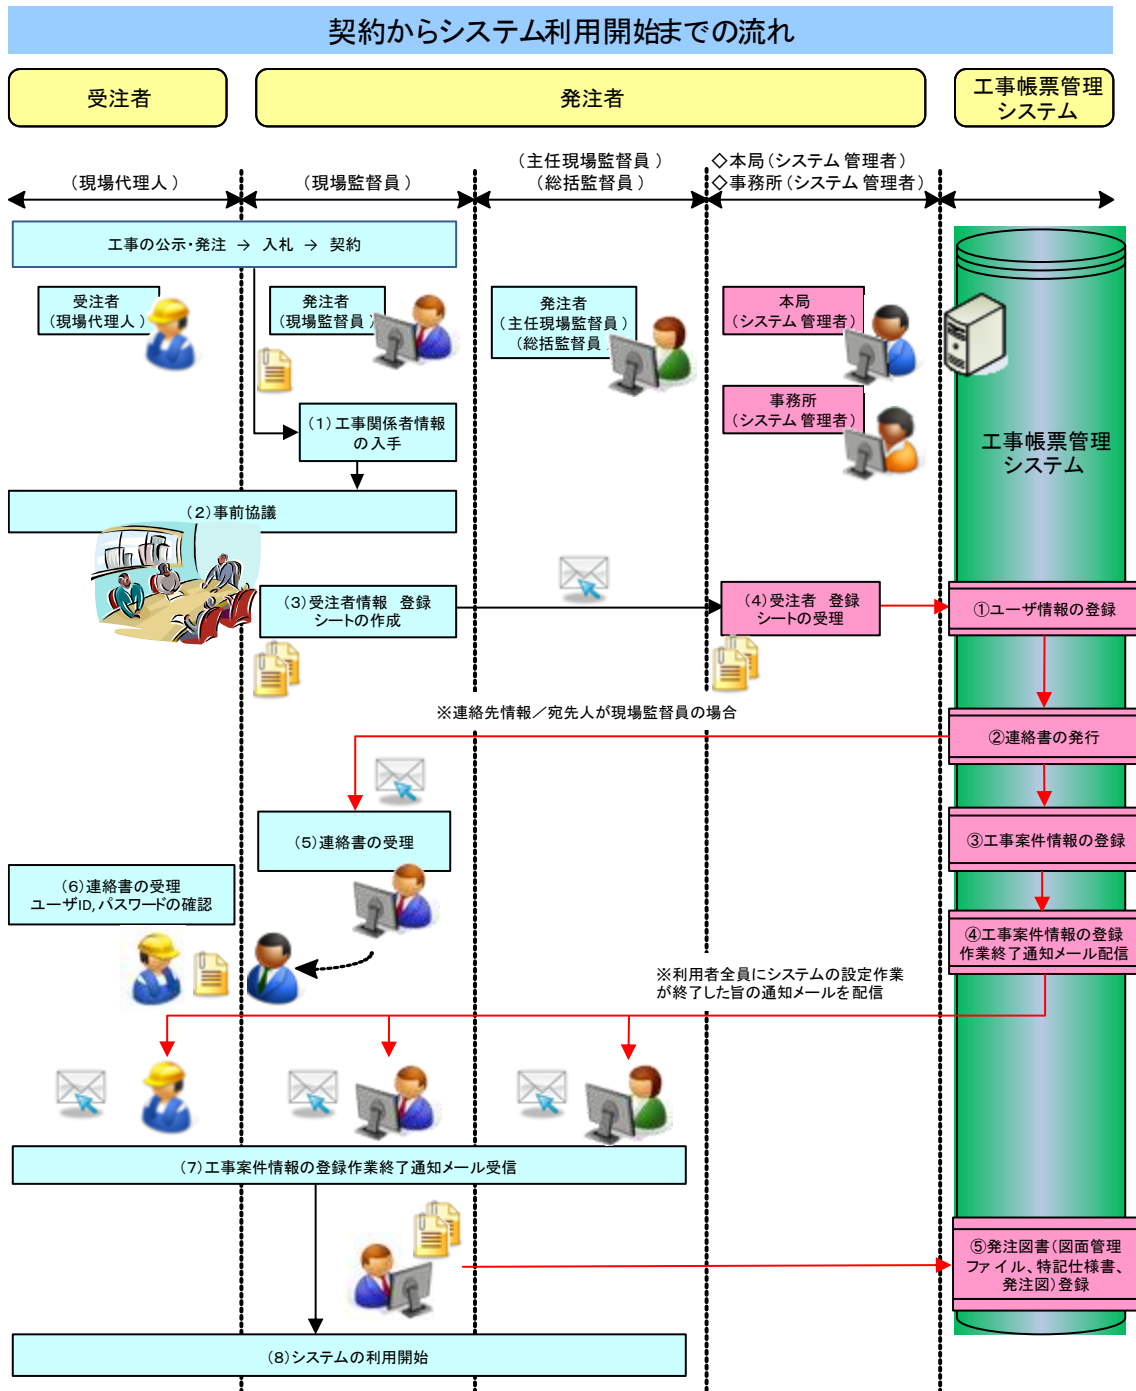 契約からシステム利用開始までの流れ
受注者
発注者
工事帳票管理
システム
(現場代理人)
(現場監督員)
(主任現場監督員)
(総括監督員)
◇本局(システム管理者)
◇事務所(システム管理者)
工事の公示・発注 → 入札 → 契約
受注者
(現場代理人)
発注者
(現場監督員)
発注者
(主任現場監督員)
(総括監督員)
本局
(システム管理者)
事務所
(システム管理者)
工事帳票管理
システム
(1)工事関係者情報
の入手
(2)事前協議
(3)受注者情報 登録
シートの作成
(4)受注者 登録
シートの受理
①ユーザ情報の登録
※連絡先情報/宛先人が現場監督員の場合
②連絡書の発行
(5)連絡書の受理
③工事案件情報の登録
(6)連絡書の受理
ユーザID,パスワードの確認
④工事案件情報の登録
作業終了通知メール配信
※利用者全員にシステムの設定作業
が終了した旨の通知メールを配信
(7)工事案件情報の登録作業終了通知メール受信
⑤発注図書(図面管理
ファイル、特記仕様書、
発注図)登録
(8)システムの利用開始